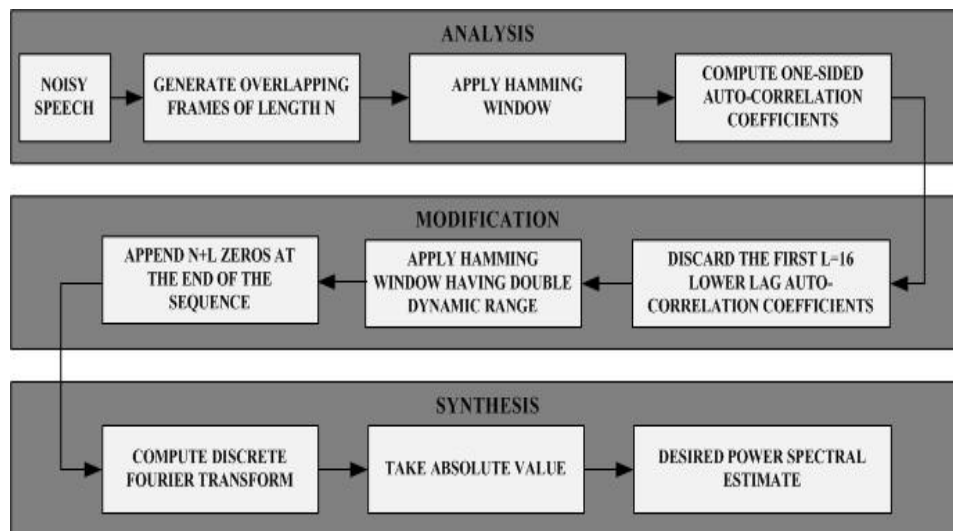 ANALYSIS
NOISY
SPEECH
GENERATE OVERLAPPING
FRAMES OF LENGTH N
APPLY HAMMING
WINDOW
COMPUTE ONE-SIDED
AUTO-CORRELATION
COEFFICIENTS
MODIFICATION
DISCARD THE FIRST L=16
LOWER LAG AUTO-
CORRELATION COEFFICIENTS
APPLY HAMMING
WINDOW HAVING DOUBLE
DYNAMIC RANGE
APPEND N+L ZEROS AT
THE END OF THE
SEQUENCE
SYNTHESIS
COMPUTE DISCRETE
FOURIER TRANSFORM
TAKE ABSOLUTE VALUE
DESIRED POWER SPECTRAL
ESTIMATE